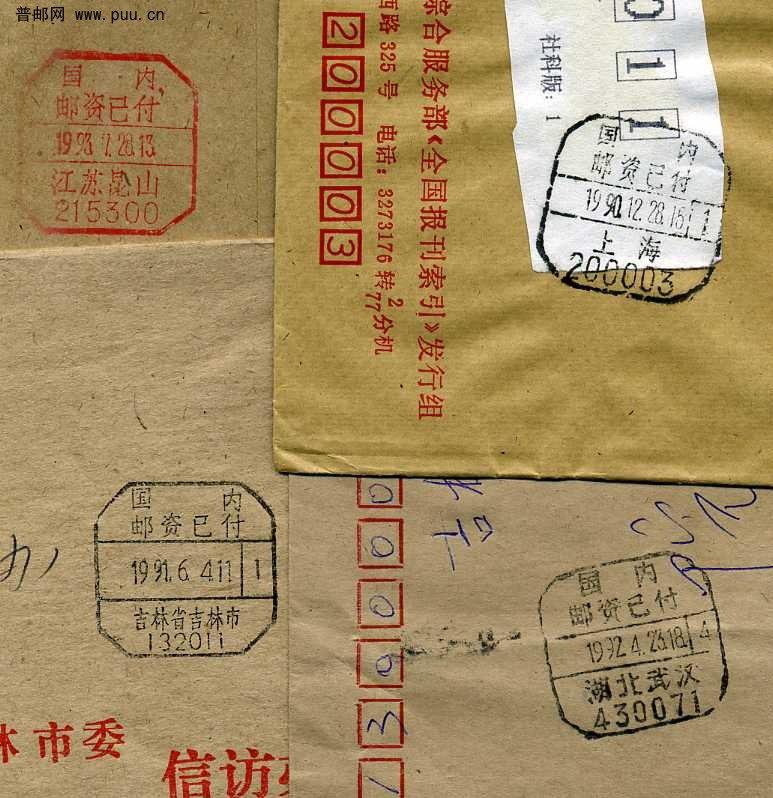 普邮网 www.puu.cn
国 内
邮资已付
1993.7.28.13
江苏昆山
215300
综合服务部《全国报刊索引》发行组
西路 325 号 电话：3273176 转 2 77 分机
200003
011
社科版：1
国 内
邮资已付
1990.12.28.15 1
上 海
200003
国 内
邮资已付
1991.6.4.11 1
吉林省吉林市
132011
林市委
信访
000631
国 内
邮资已付
1992.4.23.18 4
湖北武汉
430071